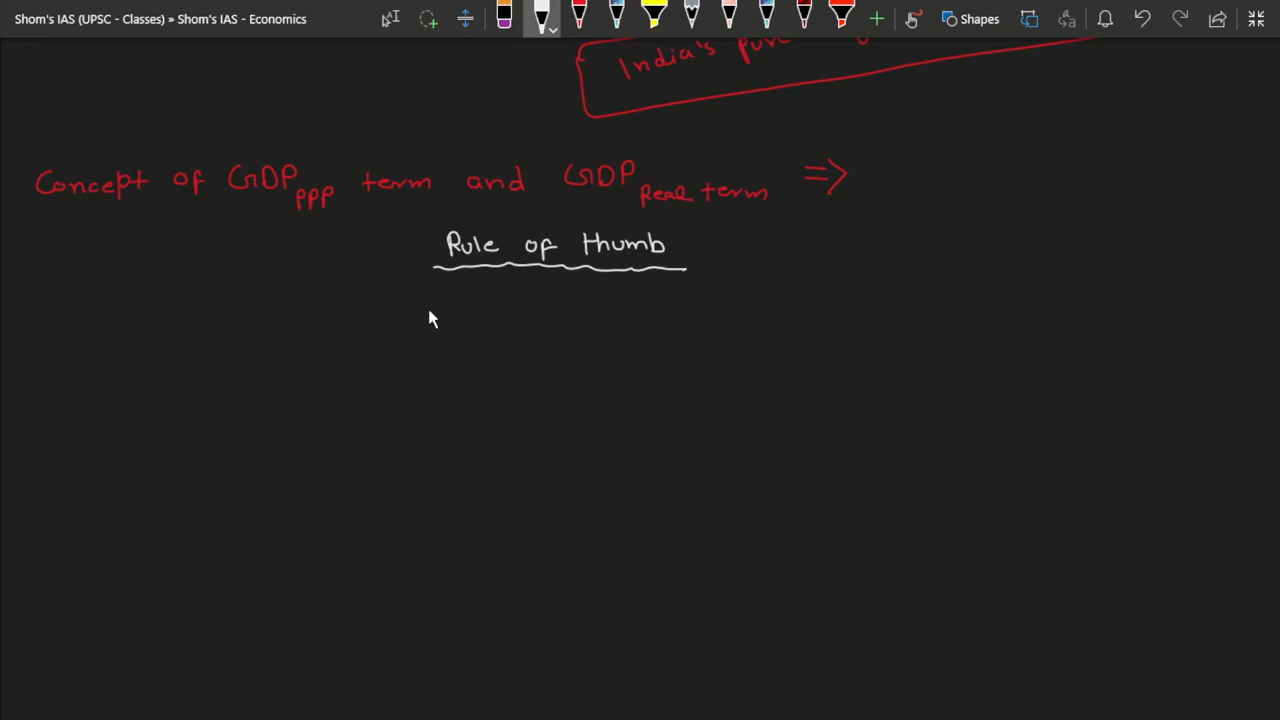 Shom's IAS (UPSC - Classes) » Shom's IAS - Economics
Shapes
India's
Concept of GDP PPP term and GDP Real term =>
Rule of thumb